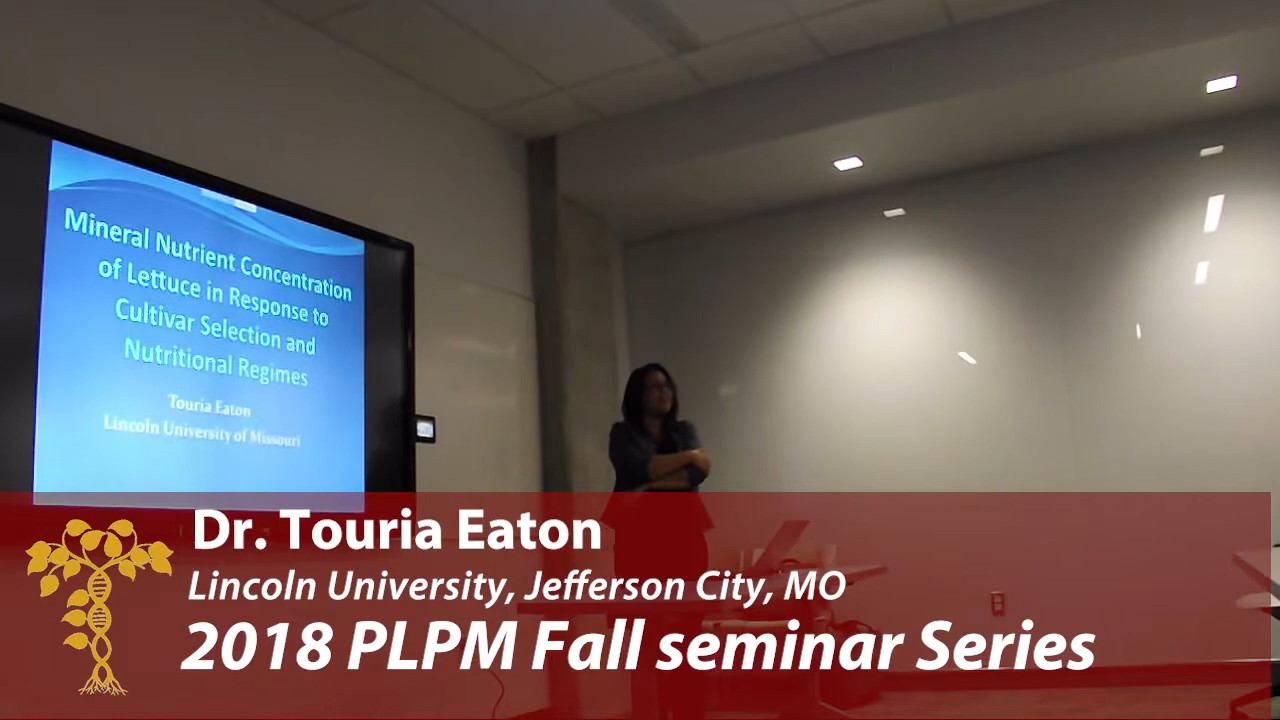 Mineral Nutrient Concentration
of Lettuce in Response to
Cultivar Selection and
Nutritional Regimes
Touria Eaton
Lincoln University of Missouri
Dr. Touria Eaton
Lincoln University, Jefferson City, MO
2018 PLPM Fall seminar Series